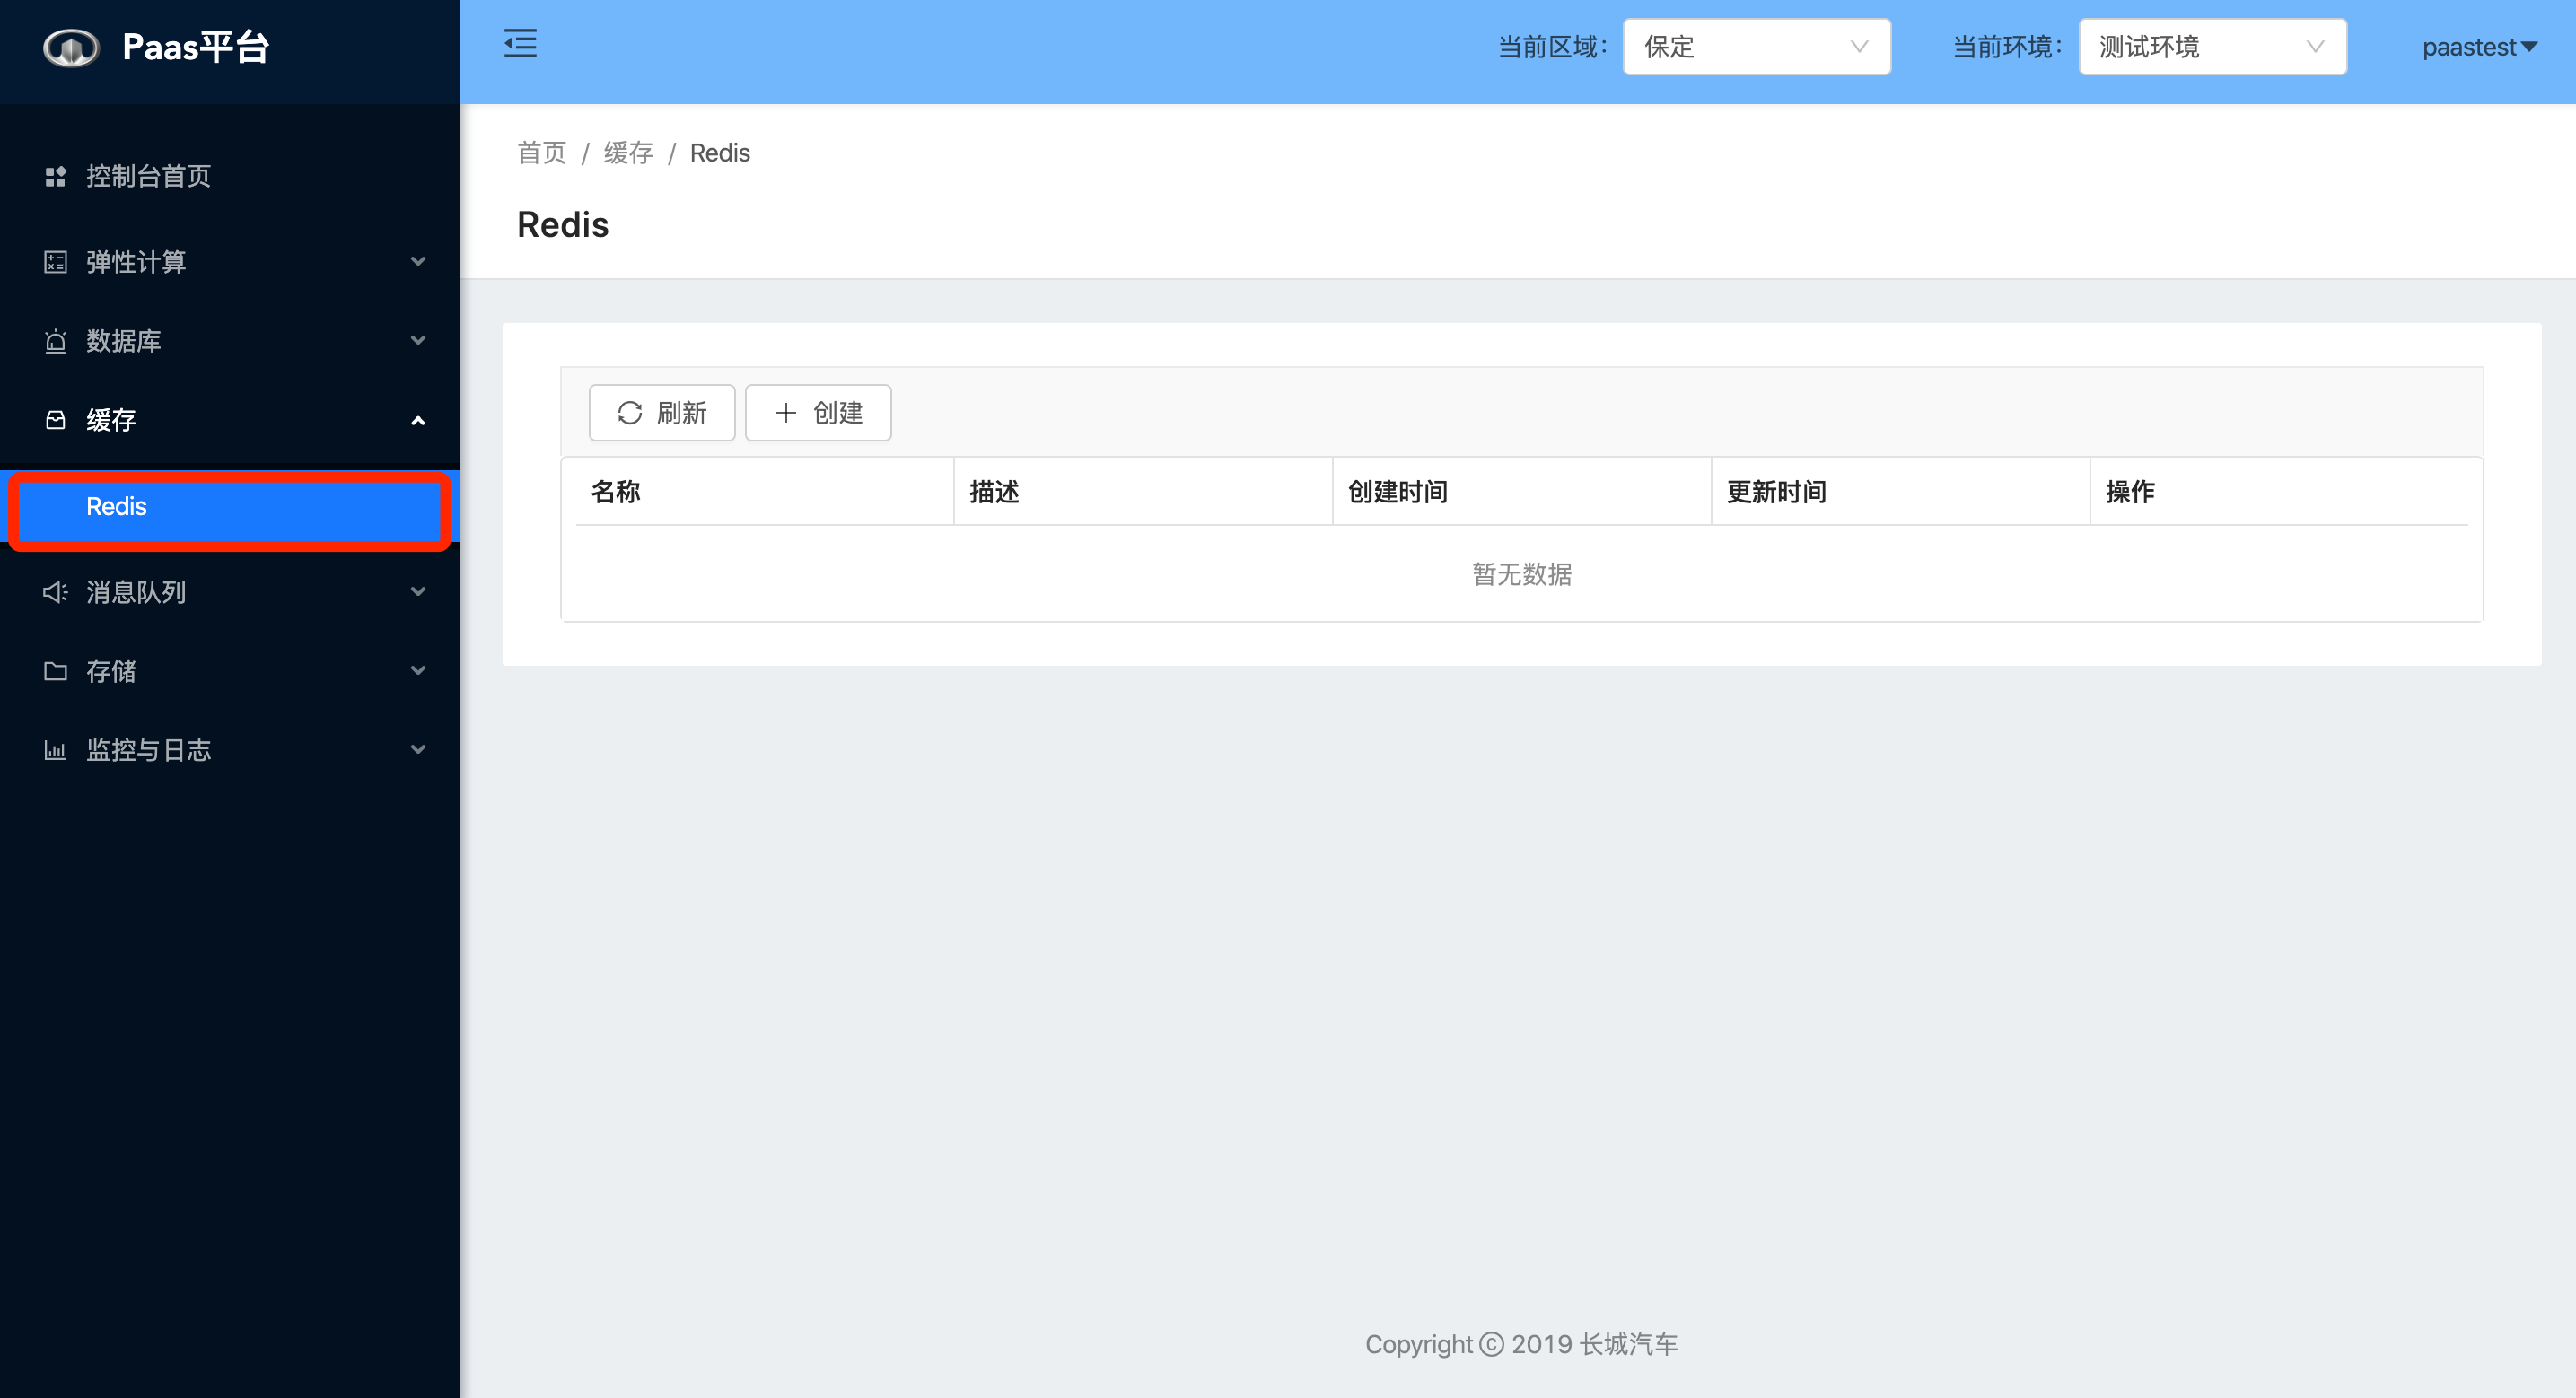 Paas平台
当前区域： 保定 当前环境： 测试环境 paastest
控制台首页
弹性计算
数据库
缓存
Redis
消息队列
存储
监控与日志
首页 / 缓存 / Redis
Redis
刷新 创建
名称 描述 创建时间 更新时间 操作
暂无数据
Copyright © 2019 长城汽车